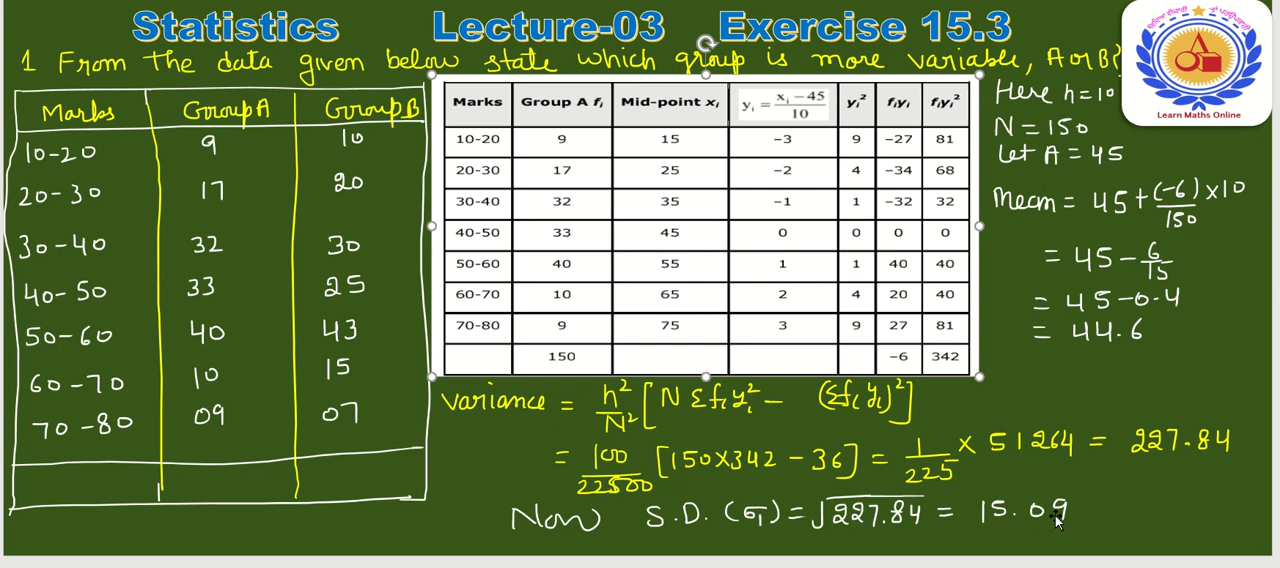 Statistics Lecture-03 Exercise 15.3
1 From The data given below state which group is more variable, A or B?
Marks Group A Group B
10-20 9 10
20-30 17 20
30-40 32 30
40-50 33 25
50-60 40 43
60-70 10 15
70-80 09 07
Marks Group A fᵢ Mid-point xᵢ yᵢ = (xᵢ − 45)/10 yᵢ² fᵢyᵢ fᵢyᵢ²
10-20 9 15 −3 9 −27 81
20-30 17 25 −2 4 −34 68
30-40 32 35 −1 1 −32 32
40-50 33 45 0 0 0 0
50-60 40 55 1 1 40 40
60-70 10 65 2 4 20 40
70-80 9 75 3 9 27 81
150 −6 342
Here h=10
N = 150
Let A = 45
Mean = 45 + (-6)/150 × 10
= 45 - 6/15
= 45-0.4
= 44.6
Variance = h²/N² [N Σfᵢyᵢ² - (Σfᵢyᵢ)²]
= 100/22500 [150×342 - 36] = 1/225 × 51264 = 227.84
Now S.D. (σ₁) = √227.84 = 15.09
Learn Maths Online